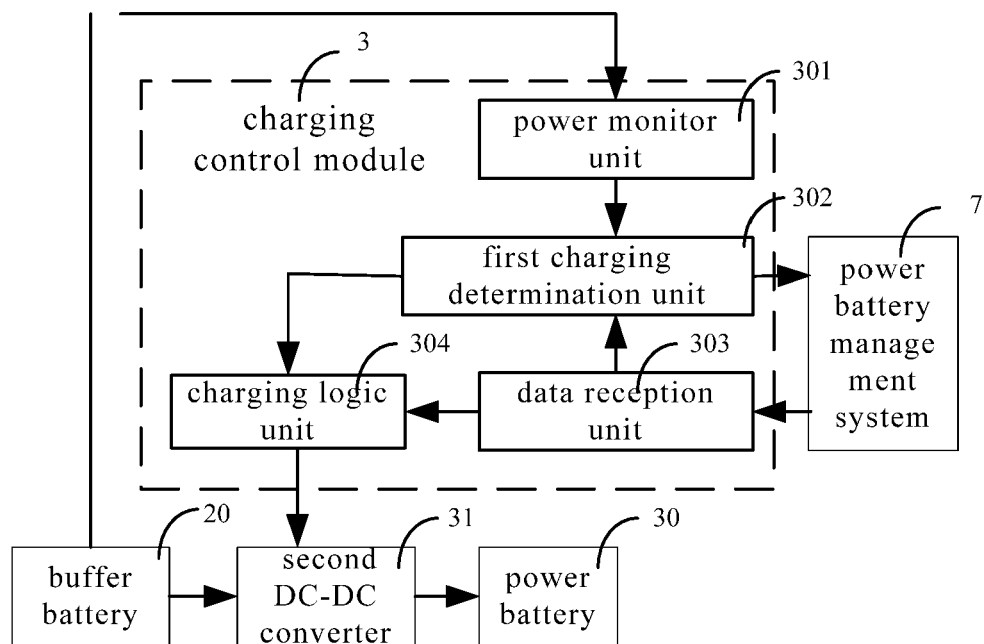 3
301
charging
control module
power monitor
unit
302
7
first charging
determination unit
power
battery
manage
ment
system
304
303
charging logic
unit
data reception
unit
20
31
30
buffer
battery
second
DC-DC
converter
power
battery